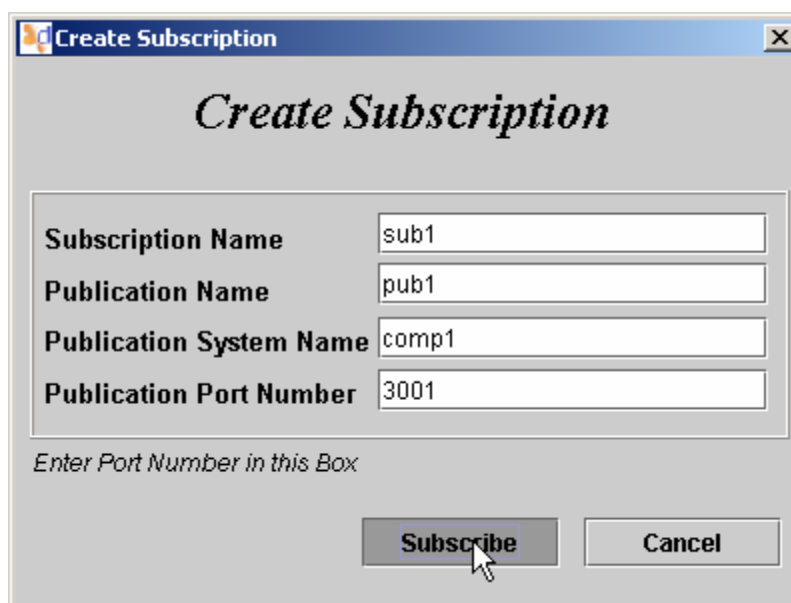 Create Subscription
Create Subscription
Subscription Name sub1
Publication Name pub1
Publication System Name comp1
Publication Port Number 3001
Enter Port Number in this Box
Subscribe Cancel